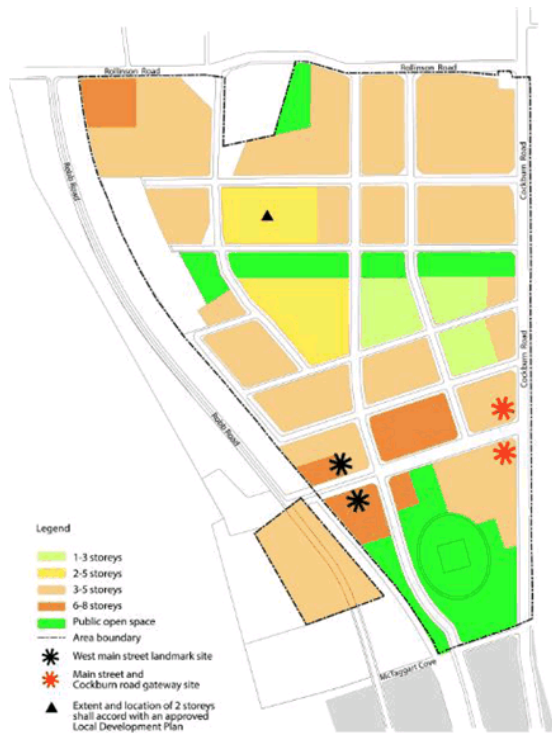 Rollinson Road
Rollinson Road
Robb Road
Cockburn Road
Cockburn Road
Robb Road
Legend
1-3 storeys
2-5 storeys
3-5 storeys
6-8 storeys
Public open space
Area boundary
West main street landmark site
Main street and
Cockburn road gateway site
Extent and location of 2 storeys
shall accord with an approved
Local Development Plan
McTaggart Cove